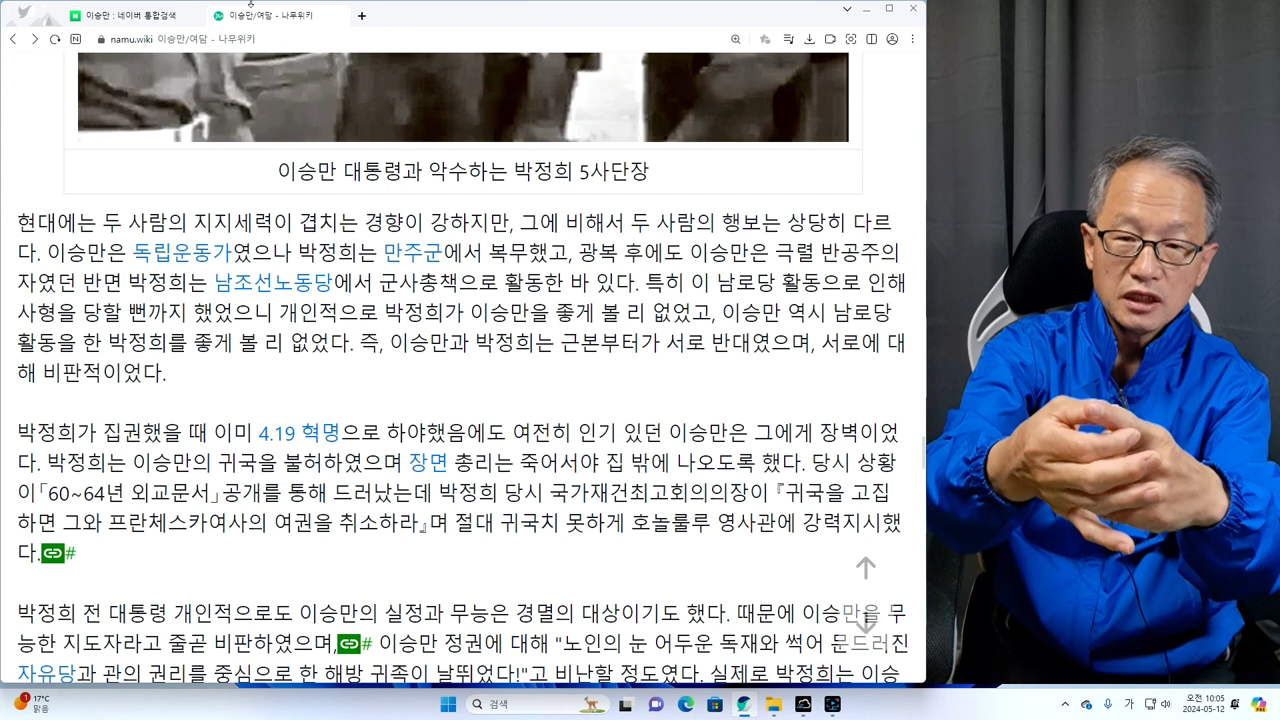 이승만 : 네이버 통합검색
이승만/여담 - 나무위키
namu.wiki 이승만/여담 - 나무위키
이승만 대통령과 악수하는 박정희 5사단장
현대에는 두 사람의 지지세력이 겹치는 경향이 강하지만, 그에 비해서 두 사람의 행보는 상당히 다르
다. 이승만은 독립운동가였으나 박정희는 만주군에서 복무했고, 광복 후에도 이승만은 극렬 반공주의
자였던 반면 박정희는 남조선노동당에서 군사총책으로 활동한 바 있다. 특히 이 남로당 활동으로 인해
사형을 당할 뻔까지 했었으니 개인적으로 박정희가 이승만을 좋게 볼 리 없었고, 이승만 역시 남로당
활동을 한 박정희를 좋게 볼 리 없었다. 즉, 이승만과 박정희는 근본부터가 서로 반대였으며, 서로에 대
해 비판적이었다.
박정희가 집권했을 때 이미 4.19 혁명으로 하야했음에도 여전히 인기 있던 이승만은 그에게 장벽이었
다. 박정희는 이승만의 귀국을 불허하였으며 장면 총리는 죽어서야 집 밖에 나오도록 했다. 당시 상황
이「60~64년 외교문서」공개를 통해 드러났는데 박정희 당시 국가재건최고회의의장이『귀국을 고집
하면 그와 프란체스카여사의 여권을 취소하라』며 절대 귀국치 못하게 호놀룰루 영사관에 강력지시했
다.#
박정희 전 대통령 개인적으로도 이승만의 실정과 무능은 경멸의 대상이기도 했다. 때문에 이승만을 무
능한 지도자라고 줄곧 비판하였으며,# 이승만 정권에 대해 "노인의 눈 어두운 독재와 썩어 문드러진
자유당과 관의 권리를 중심으로 한 해방 귀족이 날뛰었다!"고 비난할 정도였다. 실제로 박정희는 이승
17°C
맑음
검색
가
오전 10:05
2024-05-12